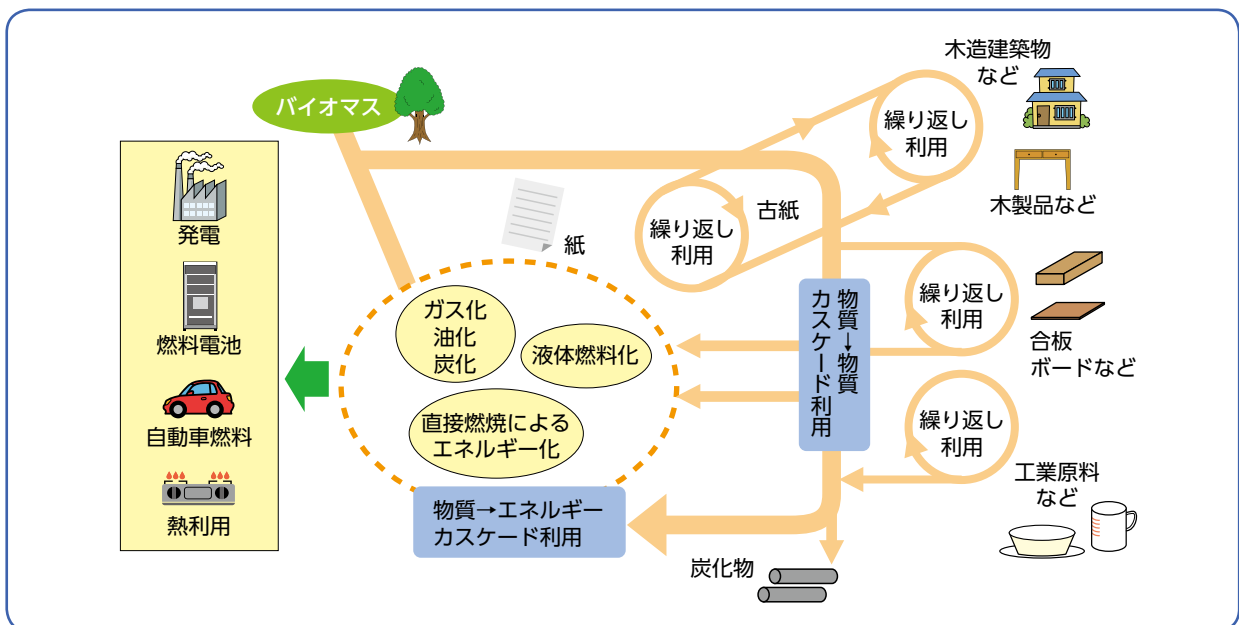 バイオマス
木造建築物
など
繰り返し
利用
木製品など
古紙
繰り返し
利用
紙
発電
燃料電池
自動車燃料
熱利用
ガス化
油化
炭化
液体燃料化
直接燃焼による
エネルギー化
物質→エネルギー
カスケード利用
物質→物質
カスケード利用
繰り返し
利用
合板
ボードなど
繰り返し
利用
工業原料
など
炭化物